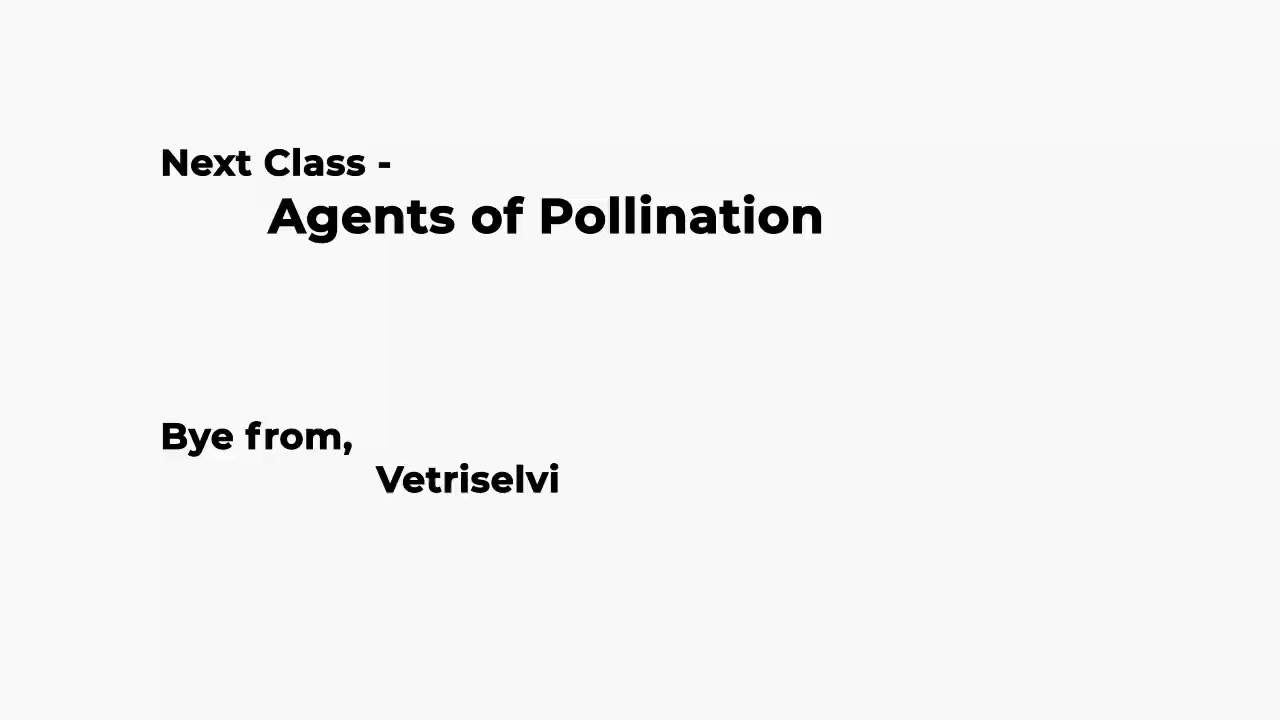 Next Class -
Agents of Pollination
Bye from,
Vetriselvi